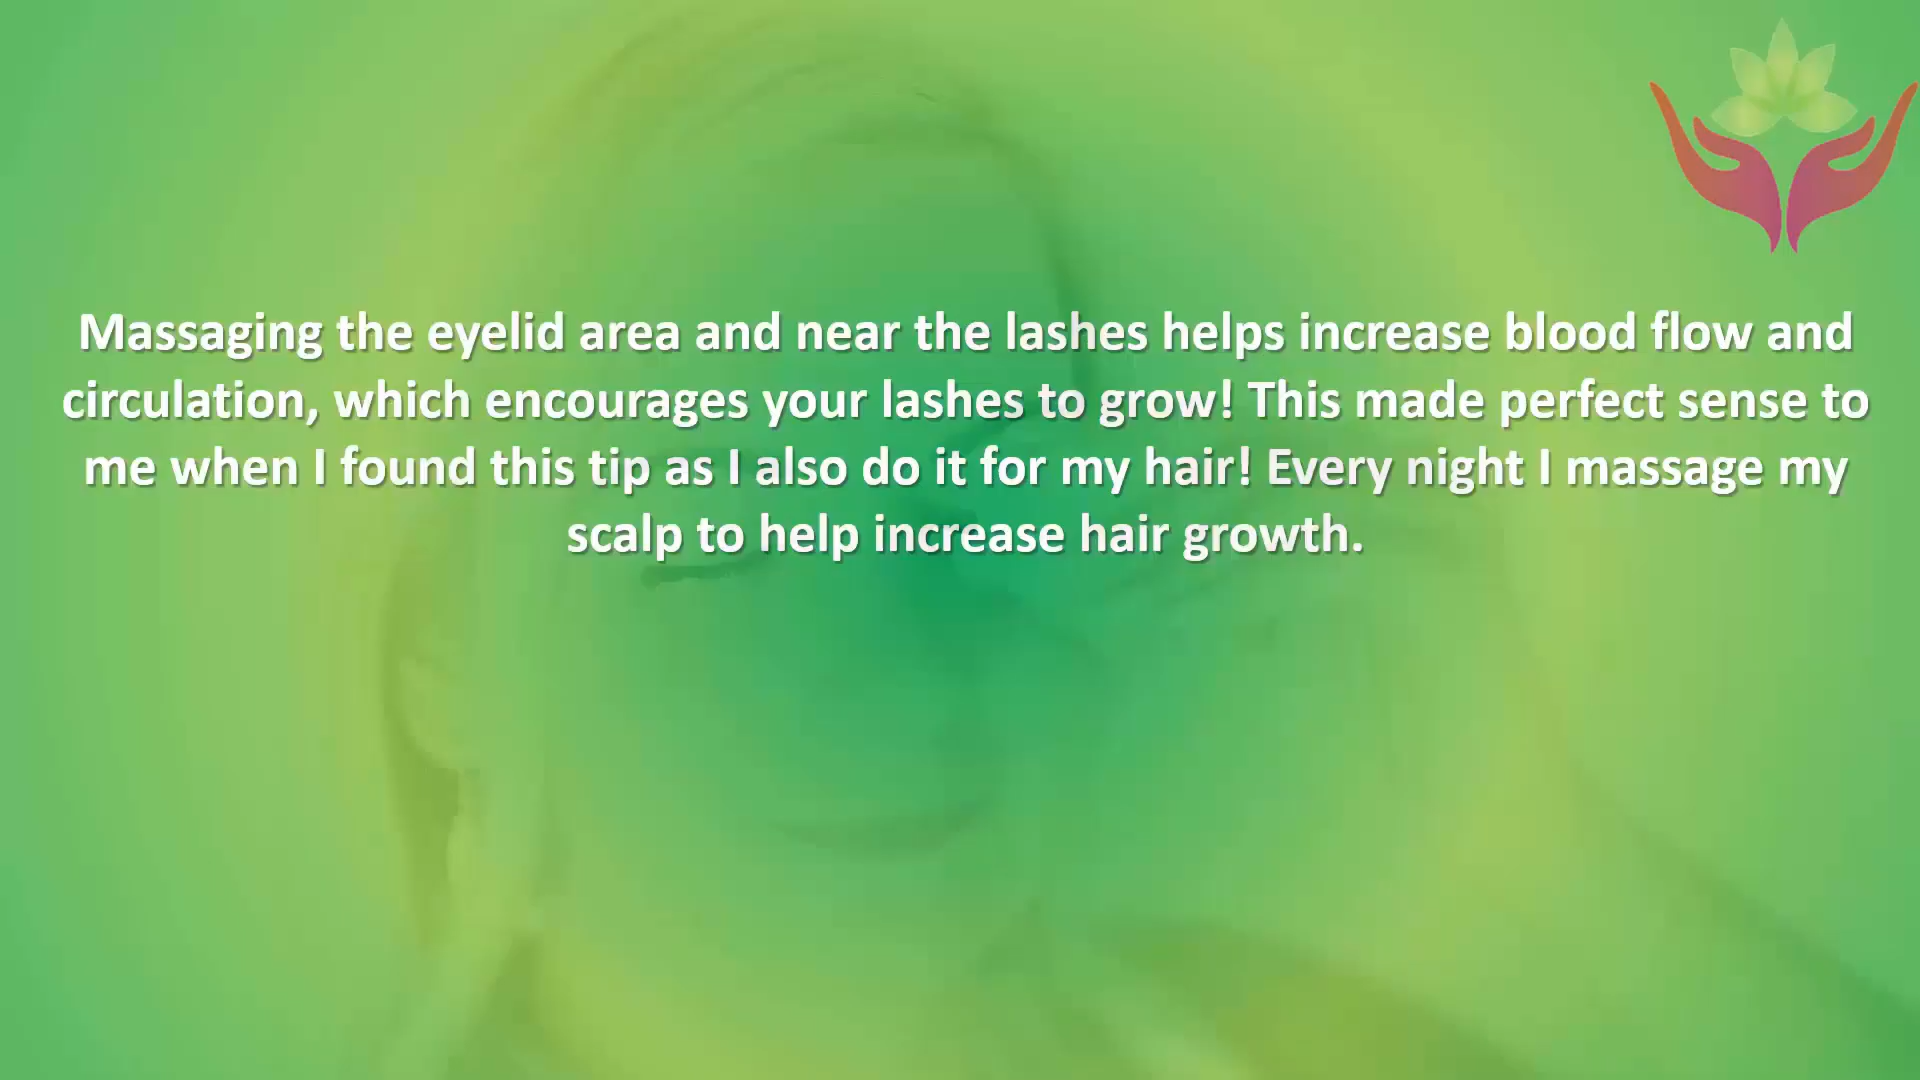 Massaging the eyelid area and near the lashes helps increase blood flow and
circulation, which encourages your lashes to grow! This made perfect sense to
me when I found this tip as I also do it for my hair! Every night I massage my
scalp to help increase hair growth.